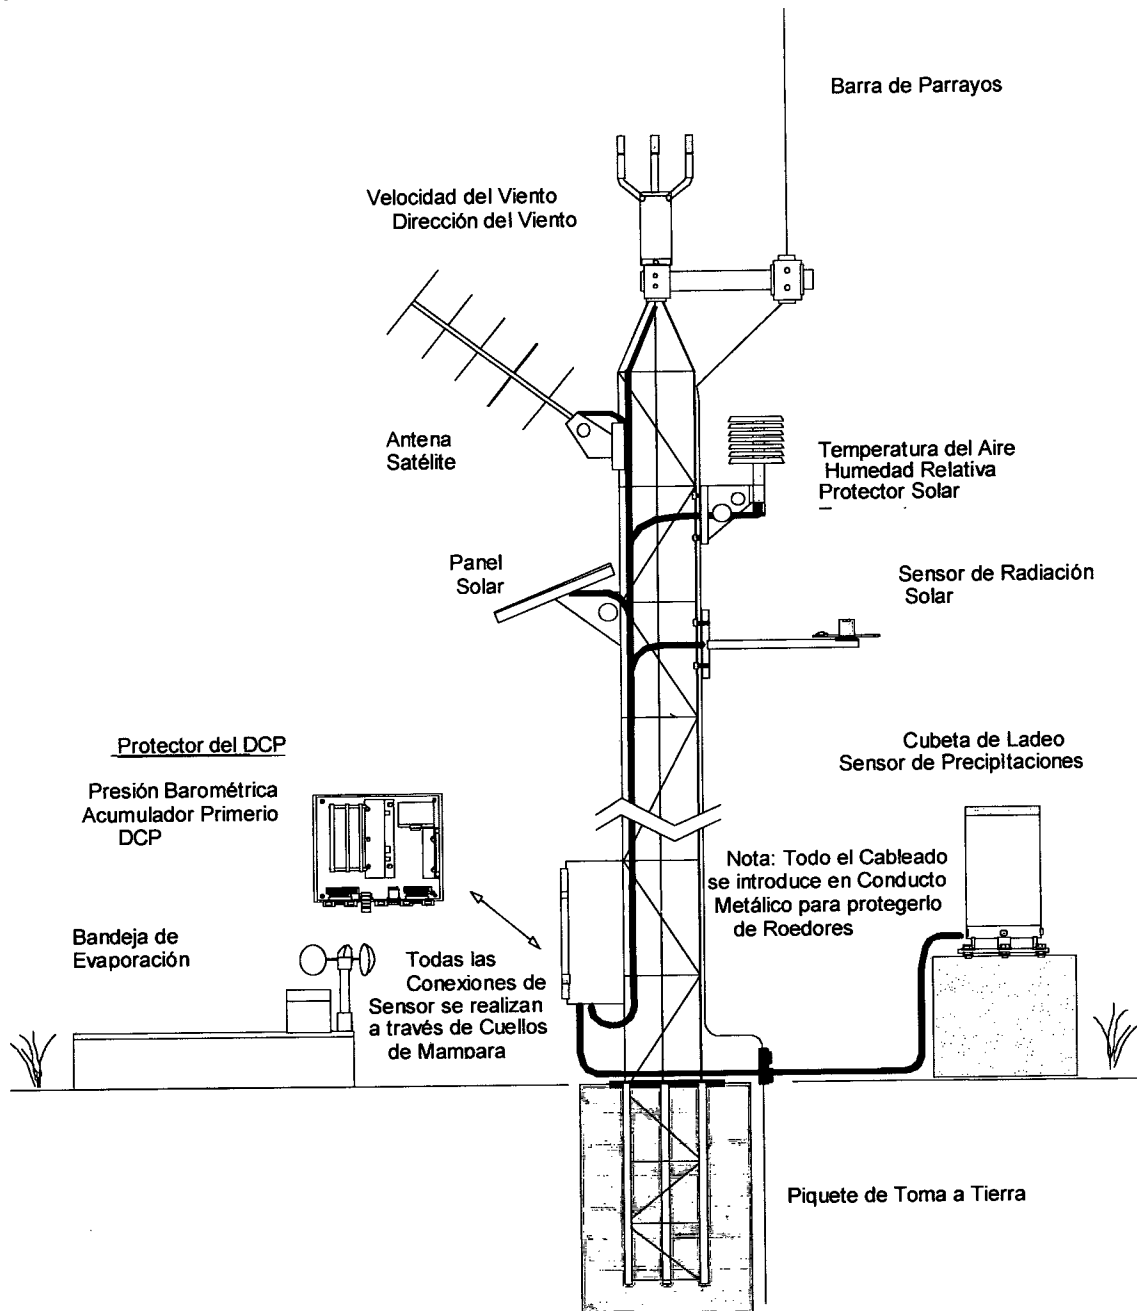 Barra de Parrayos
Velocidad del Viento
Dirección del Viento
Antena
Satélite
Temperatura del Aire
Humedad Relativa
Protector Solar
Panel
Solar
Sensor de Radiación
Solar
Protector del DCP
Presión Barométrica
Acumulador Primerio
DCP
Cubeta de Ladeo
Sensor de Precipitaciones
Nota: Todo el Cableado
se introduce en Conducto
Metálico para protegerlo
de Roedores
Bandeja de
Evaporación
Todas las
Conexiones de
Sensor se realizan
a través de Cuellos
de Mampara
Piquete de Toma a Tierra